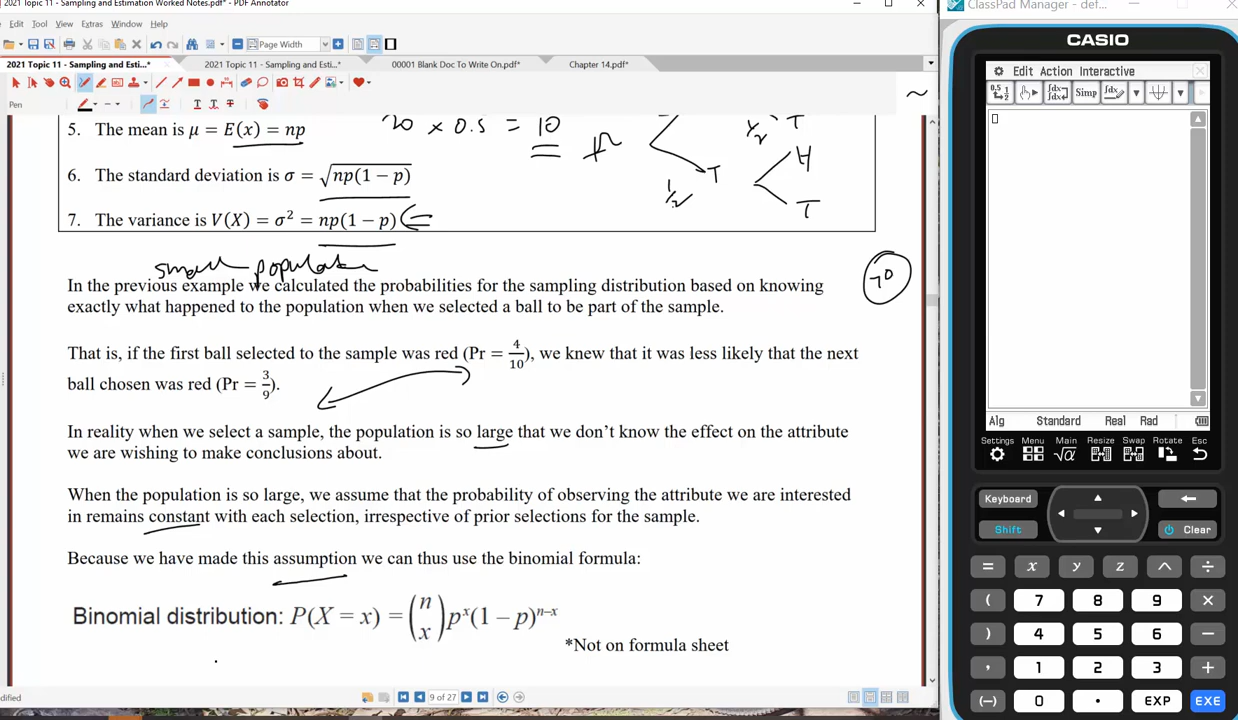 2021 Topic 11 - Sampling and Estimation Worked Notes.pdf* - PDF Annotator
ClassPad Manager - def...
Edit Tool View Extras Window Help
Page Width
2021 Topic 11 - Sampling and Esti...*
2021 Topic 11 - Sampling and Esti...*
00001 Blank Doc To Write On.pdf*
Chapter 14.pdf*
Pen
CASIO
Edit Action Interactive
Simp
5. The mean is μ = E(x) = np
20 × 0.5 = 10
1/2 T
H
6. The standard deviation is σ = √np(1 − p)
1/2 T
T
7. The variance is V(X) = σ² = np(1 − p)
small population
In the previous example we calculated the probabilities for the sampling distribution based on knowing
exactly what happened to the population when we selected a ball to be part of the sample.
That is, if the first ball selected to the sample was red (Pr = 4/10), we knew that it was less likely that the next
ball chosen was red (Pr = 3/9).
In reality when we select a sample, the population is so large that we don't know the effect on the attribute
we are wishing to make conclusions about.
When the population is so large, we assume that the probability of observing the attribute we are interested
in remains constant with each selection, irrespective of prior selections for the sample.
Because we have made this assumption we can thus use the binomial formula:
Binomial distribution: P(X = x) = (n x) pˣ(1 − p)ⁿ⁻ˣ
*Not on formula sheet
dified
9 of 27
Alg Standard Real Rad
Settings Menu Main Resize Swap Rotate Esc
Keyboard
Shift
Clear
= x y z ^ ÷
( 7 8 9 ×
) 4 5 6 −
, 1 2 3 +
(−) 0 . EXP EXE